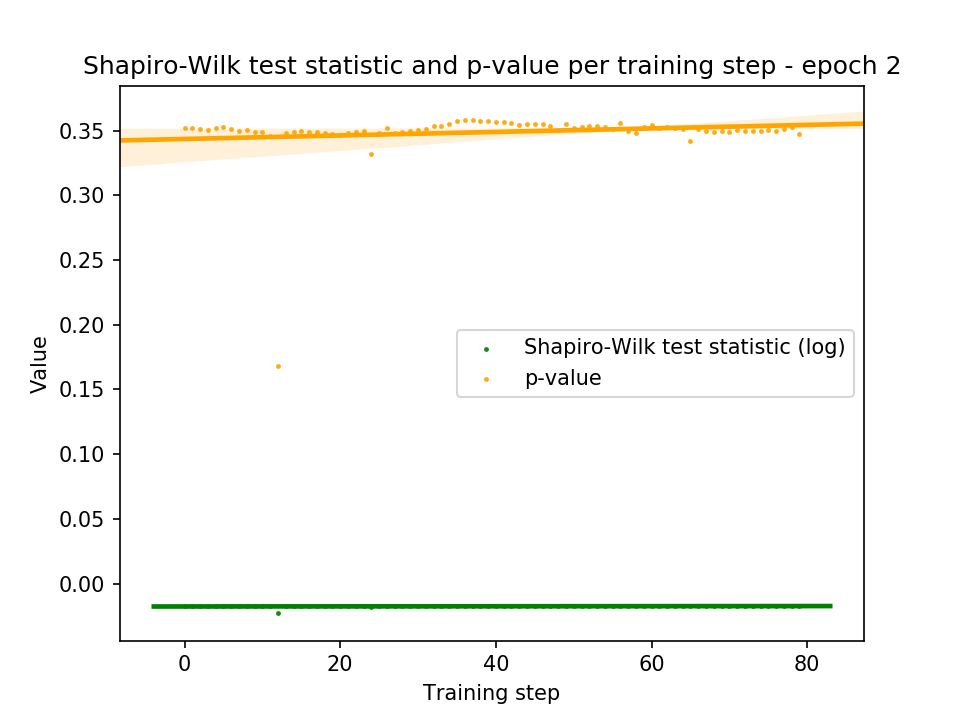 Shapiro-Wilk test statistic and p-value per training step - epoch 2
0.35
0.30
0.25
0.20
0.15
0.10
0.05
0.00
Value
Shapiro-Wilk test statistic (log)
p-value
0
20
40
60
80
Training step